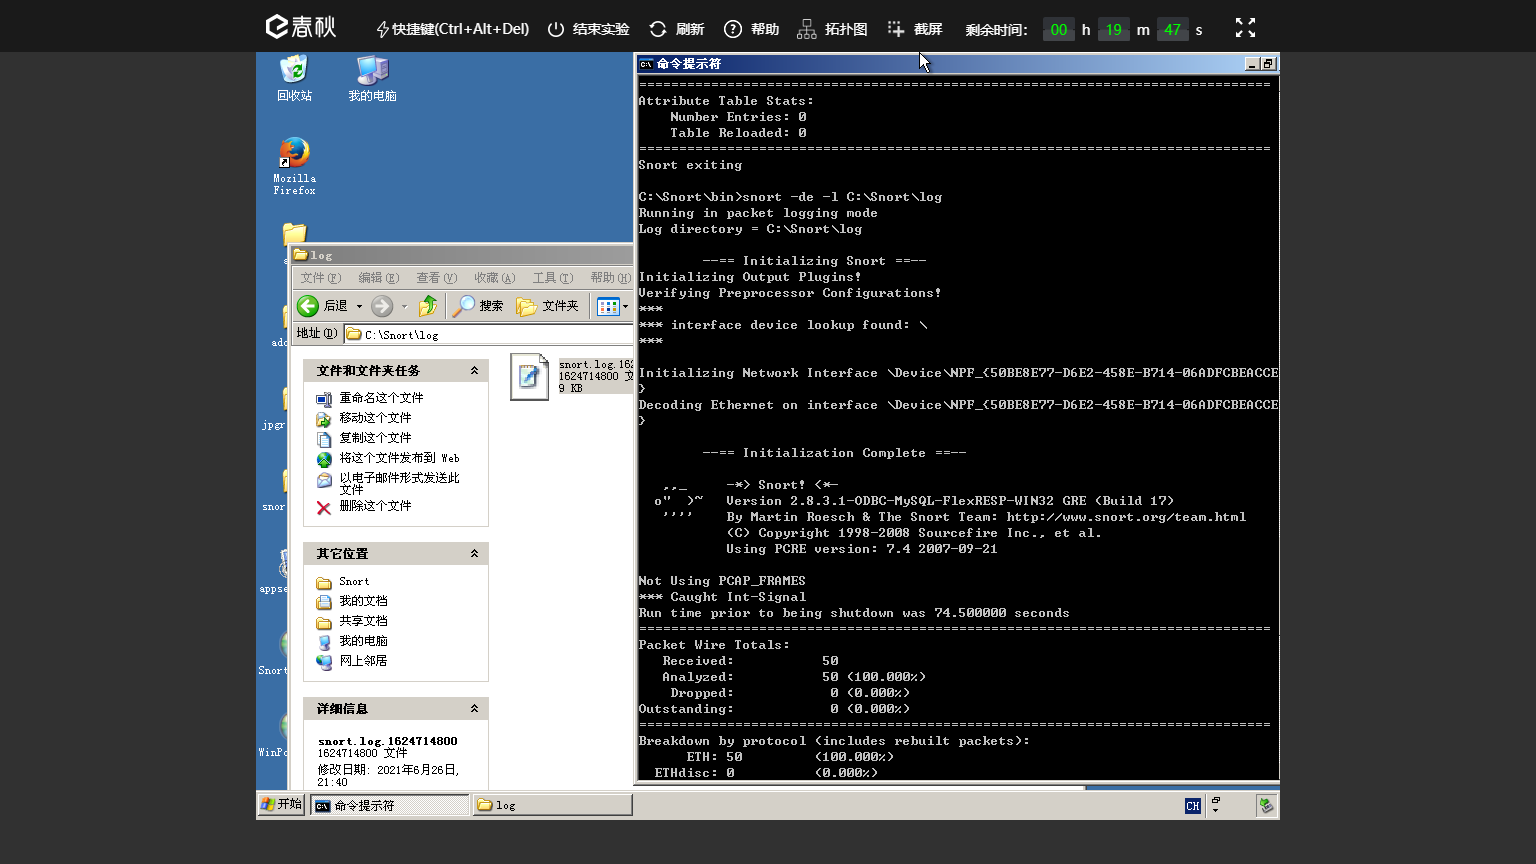 春秋 快捷键(Ctrl+Alt+Del) 结束实验 刷新 帮助 拓扑图 截屏 剩余时间： 00 h 19 m 47 s
回收站
我的电脑
Mozilla
Firefox
jpgr
snor
appse
Snort
WinPc
log
文件(F) 编辑(E) 查看(V) 收藏(A) 工具(T) 帮助(H)
后退 搜索 文件夹
地址(D) C:\Snort\log
文件和文件夹任务
重命名这个文件
移动这个文件
复制这个文件
将这个文件发布到 Web
以电子邮件形式发送此
文件
删除这个文件
其它位置
Snort
我的文档
共享文档
我的电脑
网上邻居
详细信息
snort.log.1624714800
1624714800 文件
修改日期: 2021年6月26日,
21:40
snort.log.162
1624714800 文
9 KB
命令提示符
===============================================================================
Attribute Table Stats:
    Number Entries: 0
    Table Reloaded: 0
===============================================================================
Snort exiting
C:\Snort\bin>snort -de -l C:\Snort\log
Running in packet logging mode
Log directory = C:\Snort\log
        --== Initializing Snort ==--
Initializing Output Plugins!
Verifying Preprocessor Configurations!
***
*** interface device lookup found: \
***
Initializing Network Interface \Device\NPF_{50BE8E77-D6E2-458E-B714-06ADFCBEACCE
}
Decoding Ethernet on interface \Device\NPF_{50BE8E77-D6E2-458E-B714-06ADFCBEACCE
}
        --== Initialization Complete ==--
   ,,_     -*> Snort! <*-
  o"  )~   Version 2.8.3.1-ODBC-MySQL-FlexRESP-WIN32 GRE (Build 17)
   ''''    By Martin Roesch & The Snort Team: http://www.snort.org/team.html
           (C) Copyright 1998-2008 Sourcefire Inc., et al.
           Using PCRE version: 7.4 2007-09-21
Not Using PCAP_FRAMES
*** Caught Int-Signal
Run time prior to being shutdown was 74.500000 seconds
===============================================================================
Packet Wire Totals:
   Received:           50
   Analyzed:           50 (100.000%)
    Dropped:            0 (0.000%)
Outstanding:            0 (0.000%)
===============================================================================
Breakdown by protocol (includes rebuilt packets):
      ETH: 50         (100.000%)
  ETHdisc: 0          (0.000%)
开始 命令提示符 log CH